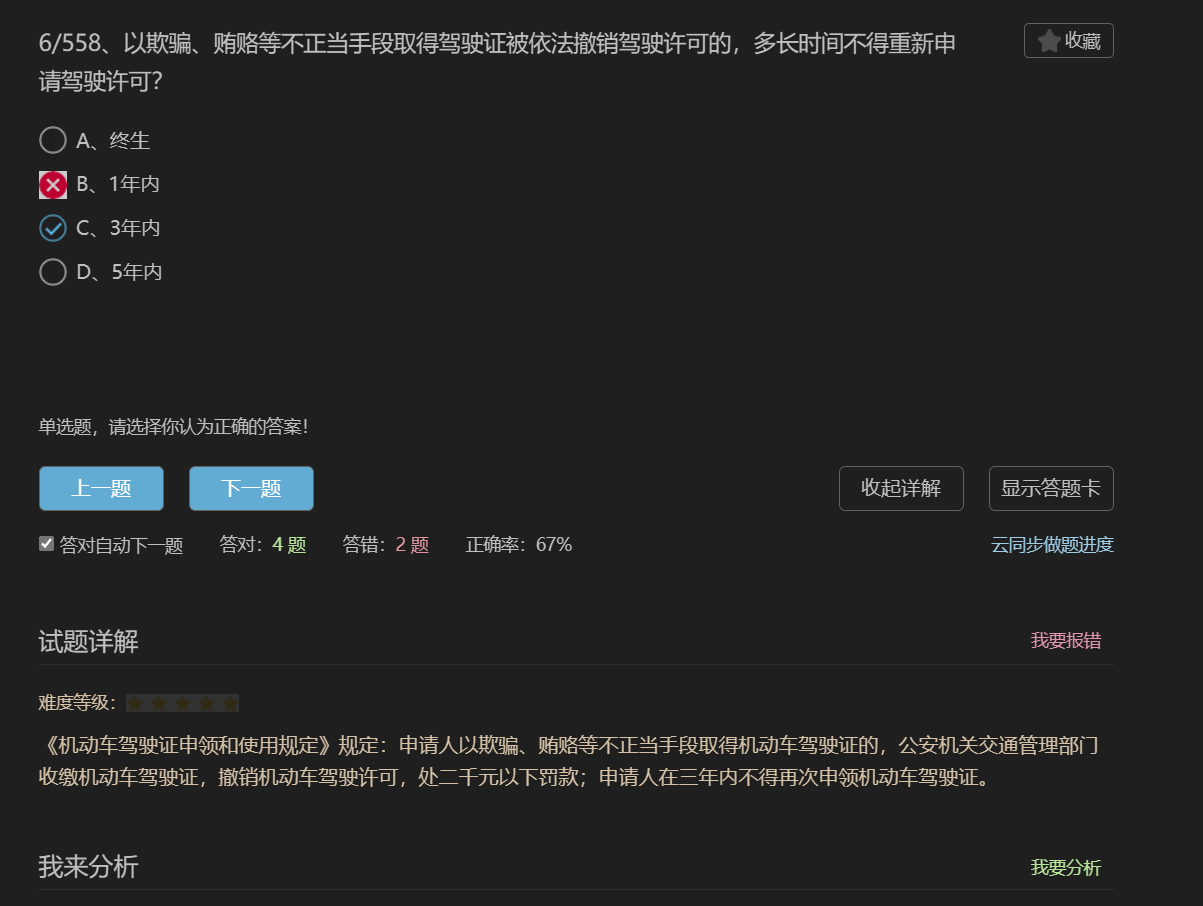 6/558、以欺骗、贿赂等不正当手段取得驾驶证被依法撤销驾驶许可的，多长时间不得重新申
请驾驶许可？
收藏
A、终生
B、1年内
C、3年内
D、5年内
单选题，请选择你认为正确的答案！
上一题 下一题 收起详解 显示答题卡
答对自动下一题 答对：4 题 答错：2 题 正确率：67% 云同步做题进度
试题详解 我要报错
难度等级：
《机动车驾驶证申领和使用规定》规定：申请人以欺骗、贿赂等不正当手段取得机动车驾驶证的，公安机关交通管理部门
收缴机动车驾驶证，撤销机动车驾驶许可，处二千元以下罚款；申请人在三年内不得再次申领机动车驾驶证。
我来分析 我要分析